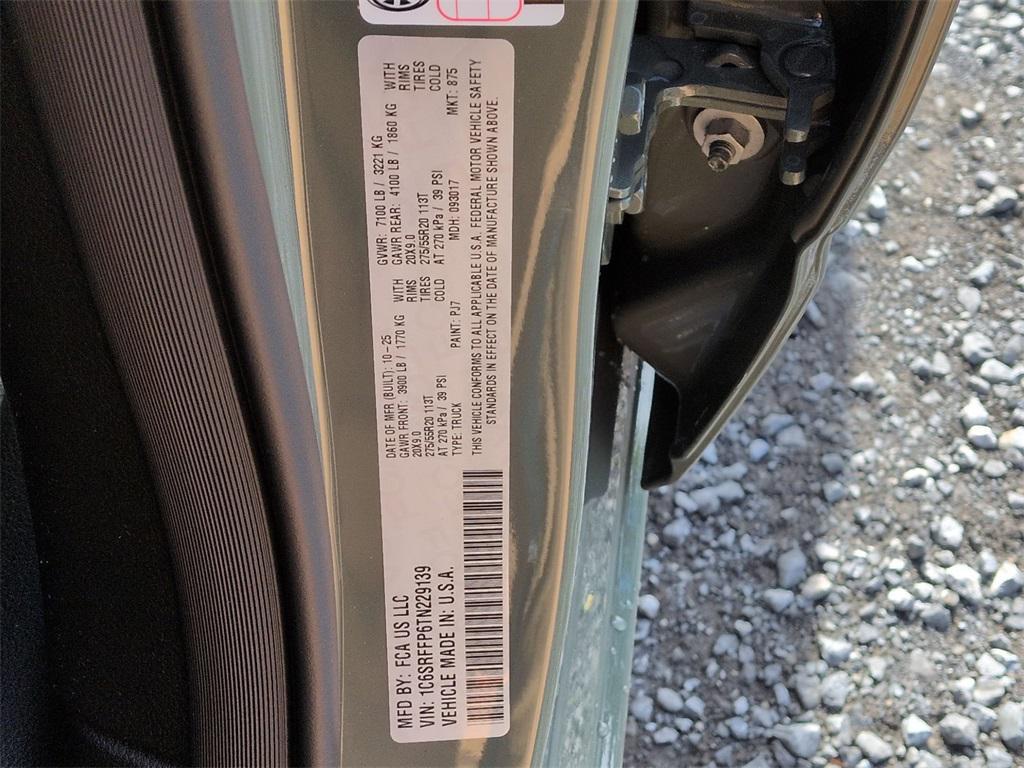 MFD BY: FCA US LLC
VIN: 1C6SRFFP6TN229139
VEHICLE MADE IN: U.S.A.
DATE OF MFR (BUILT): 10-25 GVWR: 7100 LB / 3221 KG
GAWR FRONT: 3900 LB / 1770 KG WITH GAWR REAR: 4100 LB / 1860 KG WITH
20X9.0 RIMS 20X9.0 RIMS
275/55R20 113T TIRES 275/55R20 113T TIRES
AT 270 kPa / 39 PSI COLD AT 270 kPa / 39 PSI COLD
TYPE: TRUCK PAINT: PJ7 MDH: 093017 MKT: 875
THIS VEHICLE CONFORMS TO ALL APPLICABLE U.S.A. FEDERAL MOTOR VEHICLE SAFETY
STANDARDS IN EFFECT ON THE DATE OF MANUFACTURE SHOWN ABOVE.